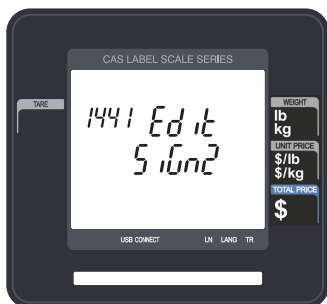 CAS LABEL SCALE SERIES
TARE
1441 Edit
SiGn2
WEIGHT
lb
kg
UNIT PRICE
$/lb
$/kg
TOTAL PRICE
$
USB CONNECT LN LANG TR